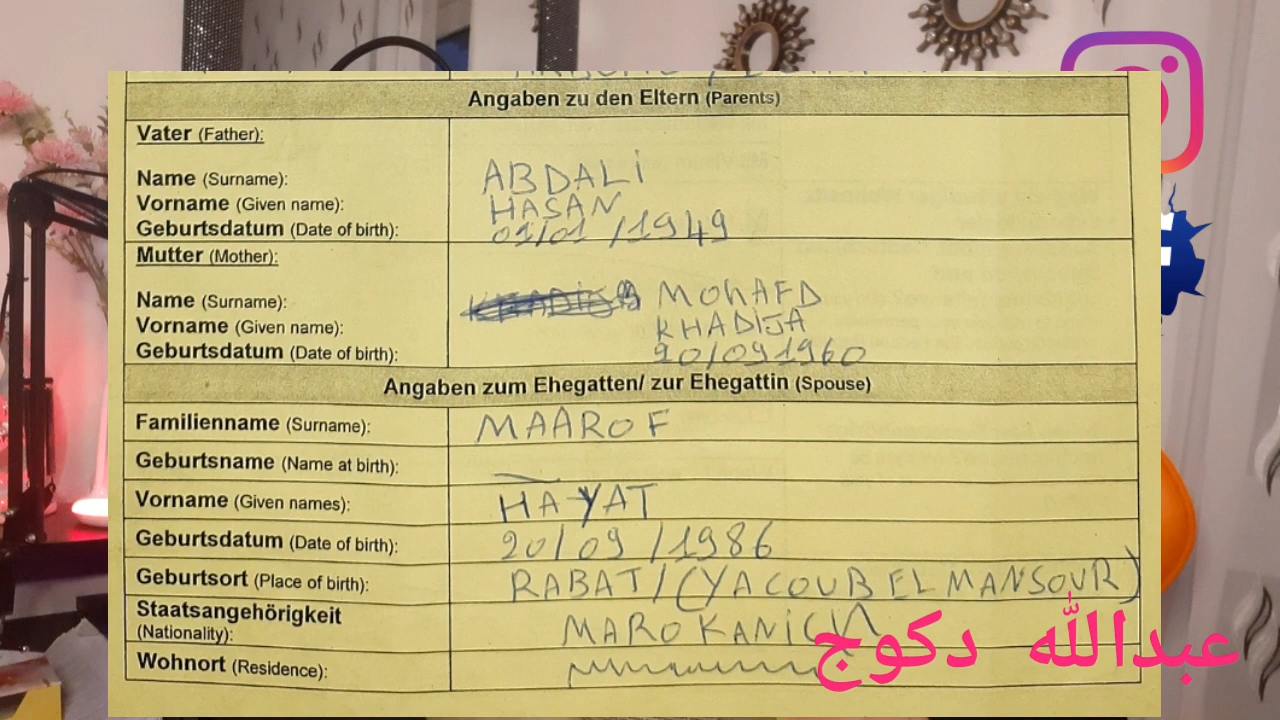 Angaben zu den Eltern (Parents)
Vater (Father):
Name (Surname): ABDALI
Vorname (Given name): HASAN
Geburtsdatum (Date of birth): 01/01/1949
Mutter (Mother):
Name (Surname): MOHAFD
Vorname (Given name): KHADIJA
Geburtsdatum (Date of birth): 20/091960
Angaben zum Ehegatten/ zur Ehegattin (Spouse)
Familienname (Surname): MAAROF
Geburtsname (Name at birth): —
Vorname (Given names): HAYAT
Geburtsdatum (Date of birth): 20/09/1986
Geburtsort (Place of birth): RABAT/(YACOUB EL MANSOUR)
Staatsangehörigkeit
(Nationality): MAROKANICH
Wohnort (Residence):
عبدالله دكوج